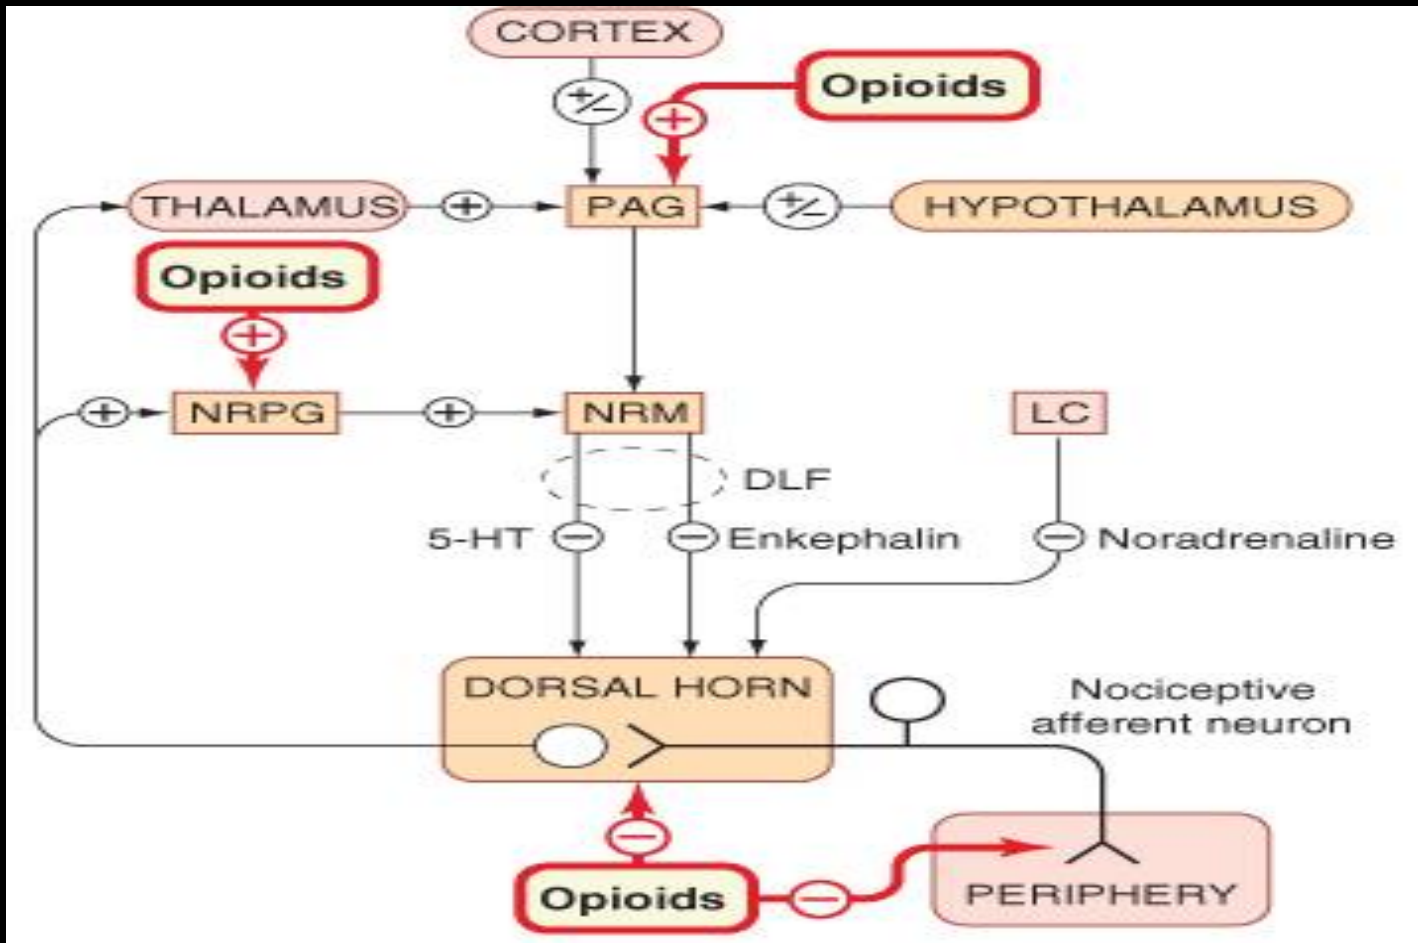 CORTEX
Opioids
+/−
+
THALAMUS
+
PAG
+/−
HYPOTHALAMUS
Opioids
+
+
NRPG
+
NRM
LC
DLF
5-HT
−
−
Enkephalin
−
Noradrenaline
DORSAL HORN
Nociceptive
afferent neuron
−
Opioids
−
PERIPHERY